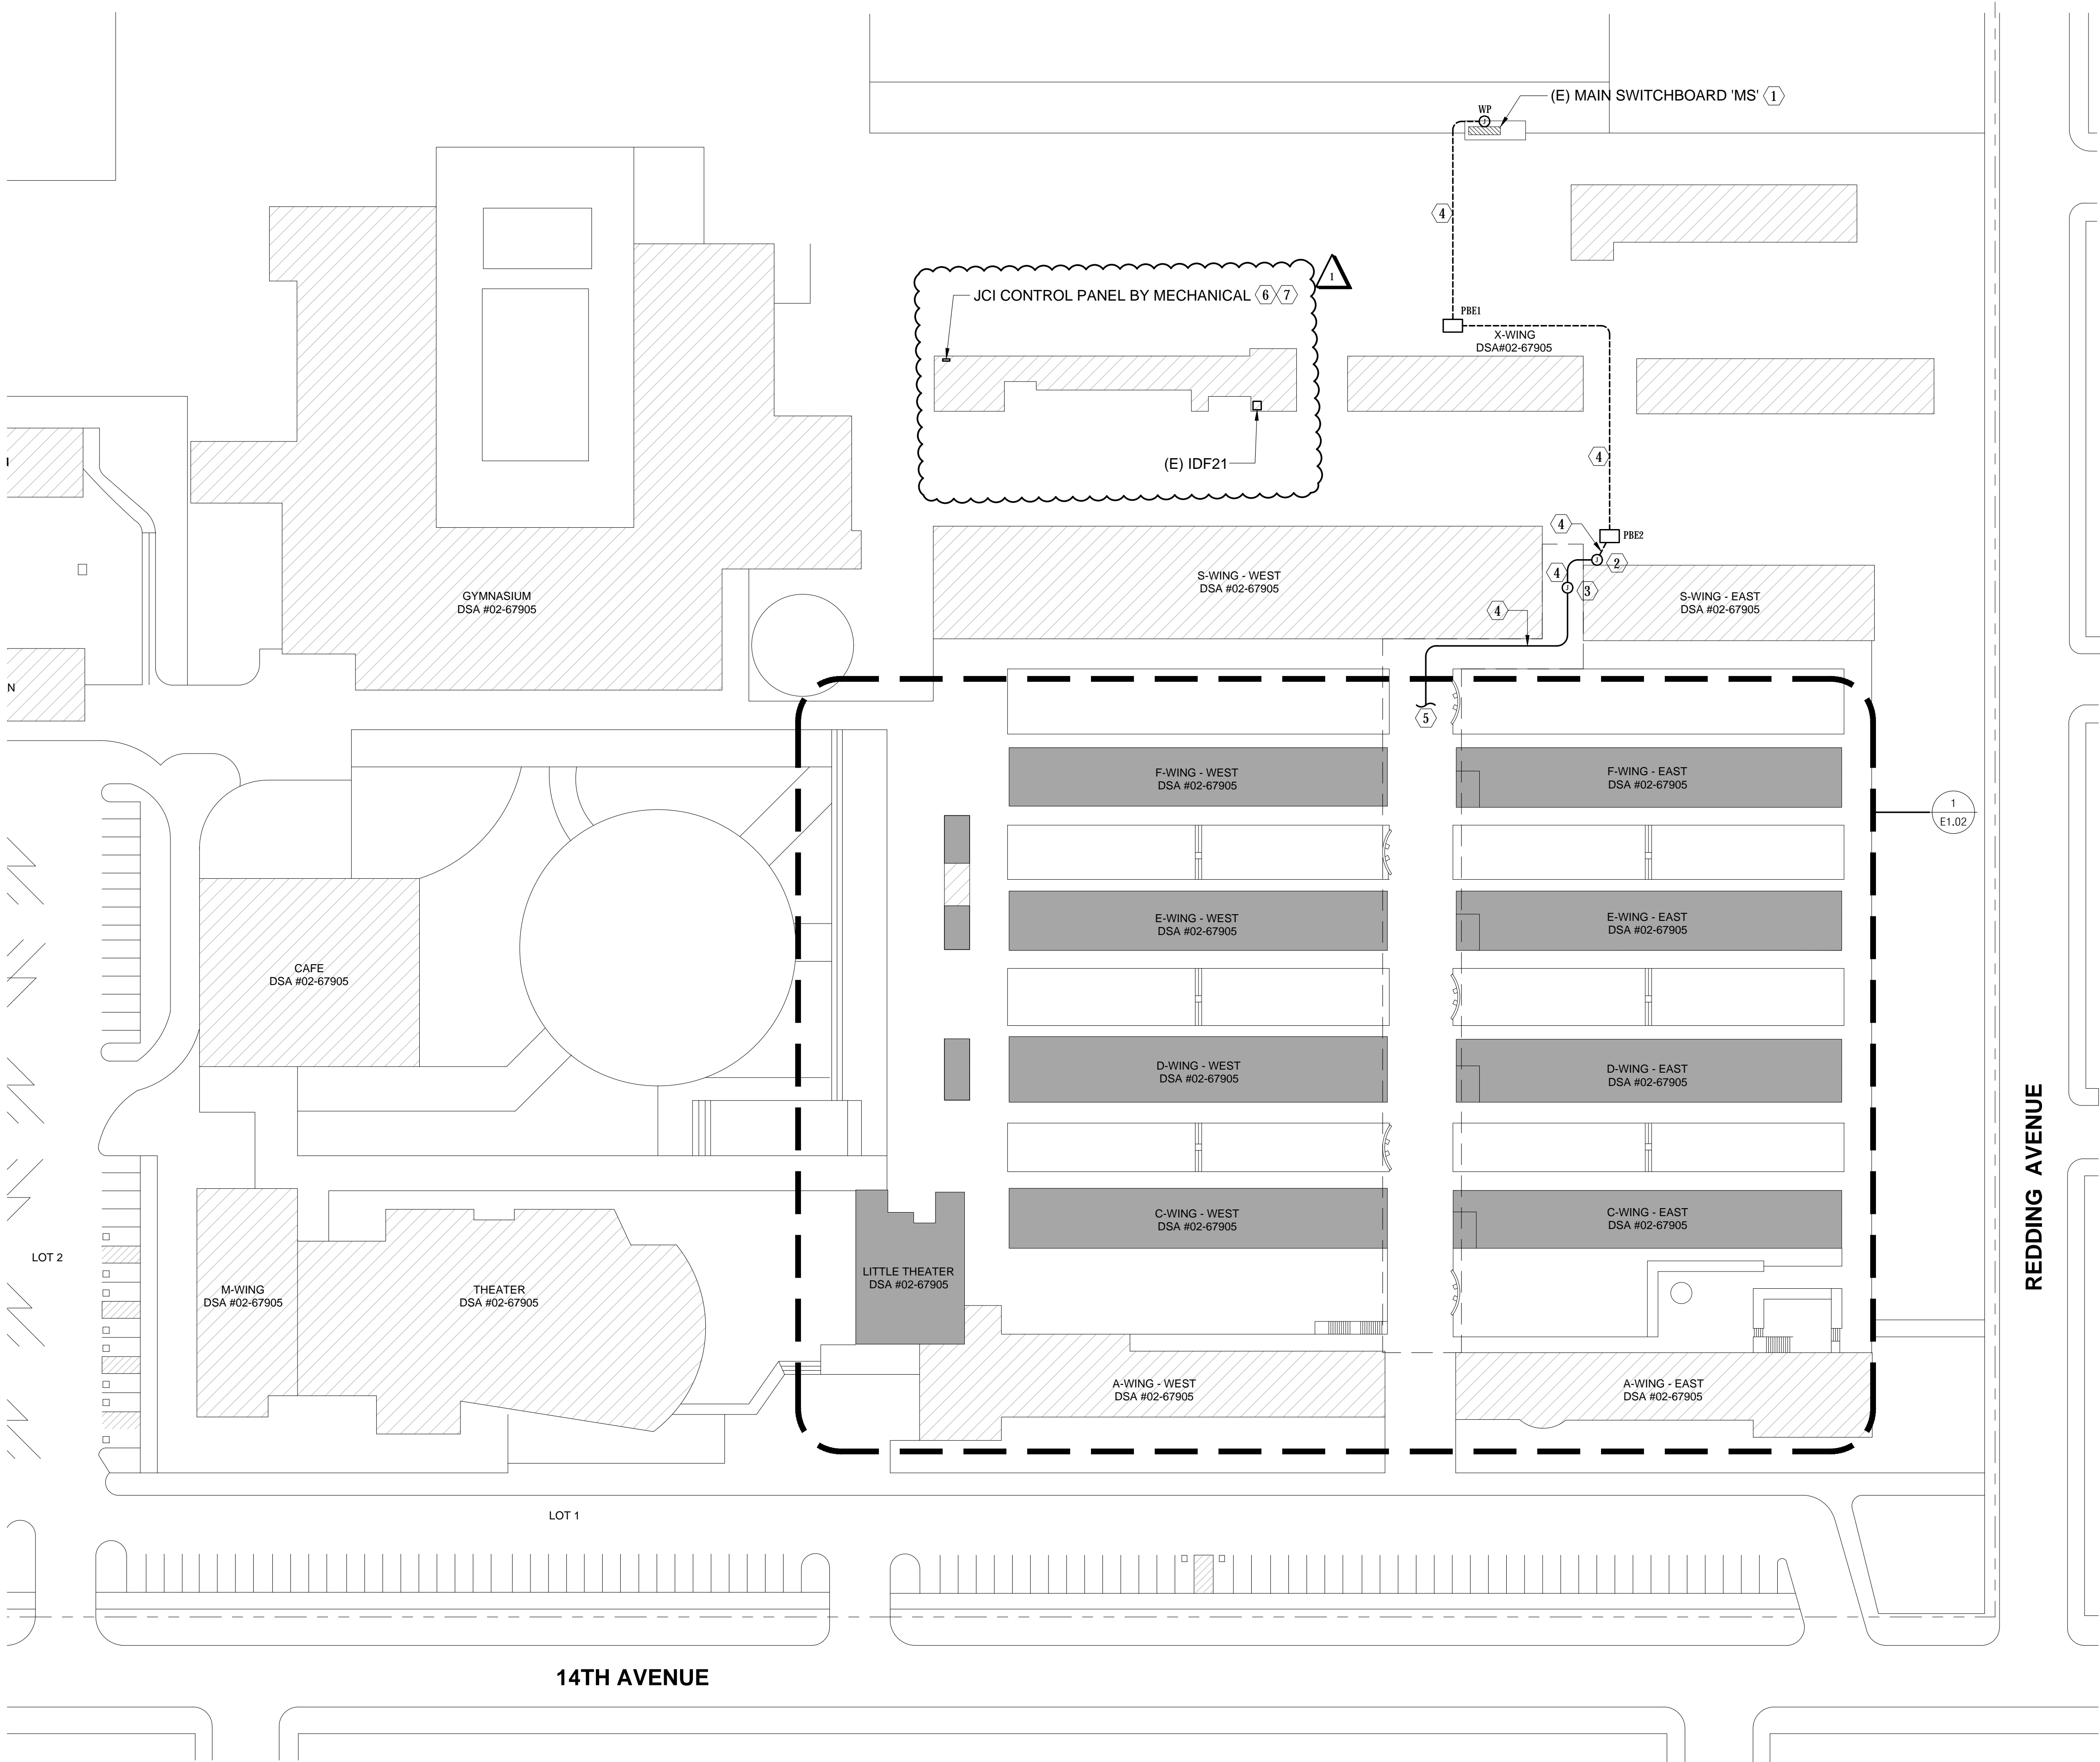 (E) MAIN SWITCHBOARD 'MS' 1
WP
J
4
1
JCI CONTROL PANEL BY MECHANICAL 6 7
PBE1
X-WING
DSA#02-67905
(E) IDF21
4
4
PBE2
J
2
4
J
3
S-WING - WEST
DSA #02-67905
S-WING - EAST
DSA #02-67905
GYMNASIUM
DSA #02-67905
4
N
5
F-WING - WEST
DSA #02-67905
F-WING - EAST
DSA #02-67905
1
E1.02
E-WING - WEST
DSA #02-67905
E-WING - EAST
DSA #02-67905
CAFE
DSA #02-67905
D-WING - WEST
DSA #02-67905
D-WING - EAST
DSA #02-67905
REDDING AVENUE
C-WING - WEST
DSA #02-67905
C-WING - EAST
DSA #02-67905
LOT 2
LITTLE THEATER
DSA #02-67905
M-WING
DSA #02-67905
THEATER
DSA #02-67905
A-WING - WEST
DSA #02-67905
A-WING - EAST
DSA #02-67905
LOT 1
14TH AVENUE